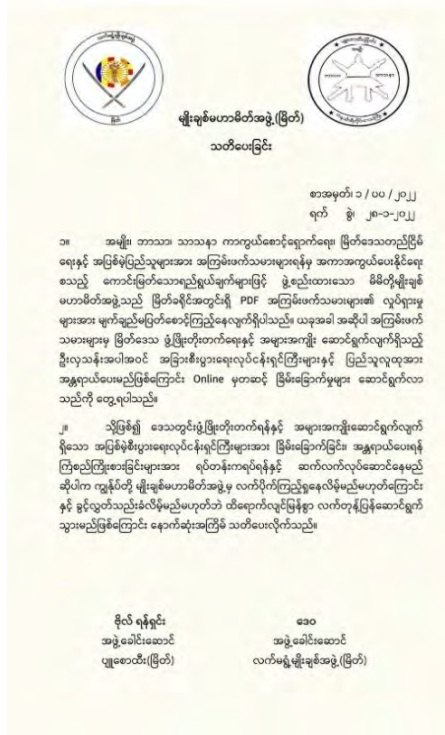 မျိုးချစ်မဟာမိတ်အဖွဲ့(မြိတ်)
သတိပေးခြင်း
စာအမှတ်၊ ၁ / ပပ / ၂၀၂၂
ရက် စွဲ၊ ၂၈-၁-၂၀၂၂
၁။ အမျိုး၊ ဘာသာ၊ သာသနာ ကာကွယ်စောင့်ရှောက်ရေး၊ မြိတ်ဒေသတည်ငြိမ်
ရေးနှင့် အပြစ်မဲ့ပြည်သူများအား အကြမ်းဖက်သမားများရန်မှ အကာအကွယ်ပေးနိုင်ရေး
စသည့် ကောင်းမြတ်သောရည်ရွယ်ချက်များဖြင့် ဖွဲ့စည်းထားသော မိမိတို့မျိုးချစ်
မဟာမိတ်အဖွဲ့သည် မြိတ်ခရိုင်အတွင်းရှိ PDF အကြမ်းဖက်သမားများ၏ လှုပ်ရှားမှု
များအား မျက်ချည်မပြတ်စောင့်ကြည့်နေလျက်ရှိပါသည်။ ယခုအခါ အဆိုပါ အကြမ်းဖက်
သမားများမှ မြိတ်ဒေသ ဖွံ့ဖြိုးတိုးတက်ရေးနှင့် အများအကျိုး ဆောင်ရွက်လျက်ရှိသည့်
ဦးလှသန်းအပါအဝင် အခြားစီးပွားရေးလုပ်ငန်းရှင်ကြီးများနှင့် ပြည်သူလူထုအား
အန္တရာယ်ပေးမည်ဖြစ်ကြောင်း Online မှတဆင့် ခြိမ်းခြောက်မှုများ ဆောင်ရွက်လာ
သည်ကို တွေ့ရပါသည်။
၂။ သို့ဖြစ်၍ ဒေသတွင်းဖွံ့ဖြိုးတိုးတက်ရန်နှင့် အများအကျိုးဆောင်ရွက်လျက်
ရှိသော အပြစ်မဲ့စီးပွားရေးလုပ်ငန်းရှင်ကြီးများအား ခြိမ်းခြောက်ခြင်း၊ အန္တရာယ်ပေးရန်
ကြံစည်ကြိုးစားခြင်းများအား ရပ်တန်းကရပ်ရန်နှင့် ဆက်လက်လုပ်ဆောင်နေမည်
ဆိုပါက ကျွန်ုပ်တို့ မျိုးချစ်မဟာမိတ်အဖွဲ့မှ လက်ပိုက်ကြည့်ရှုနေလိမ့်မည်မဟုတ်ကြောင်း
နှင့် ခွင့်လွှတ်သည်းခံလိမ့်မည်မဟုတ်ဘဲ ထိရောက်လျင်မြန်စွာ လက်တုန့်ပြန်ဆောင်ရွက်
သွားမည်ဖြစ်ကြောင်း နောက်ဆုံးအကြိမ် သတိပေးလိုက်သည်။
ဗိုလ် ရန်ရှင်း
အဖွဲ့ခေါင်းဆောင်
ပျူစောထီး(မြိတ်)
ဒေဝ
အဖွဲ့ခေါင်းဆောင်
လက်မရွံ့မျိုးချစ်အဖွဲ့(မြိတ်)